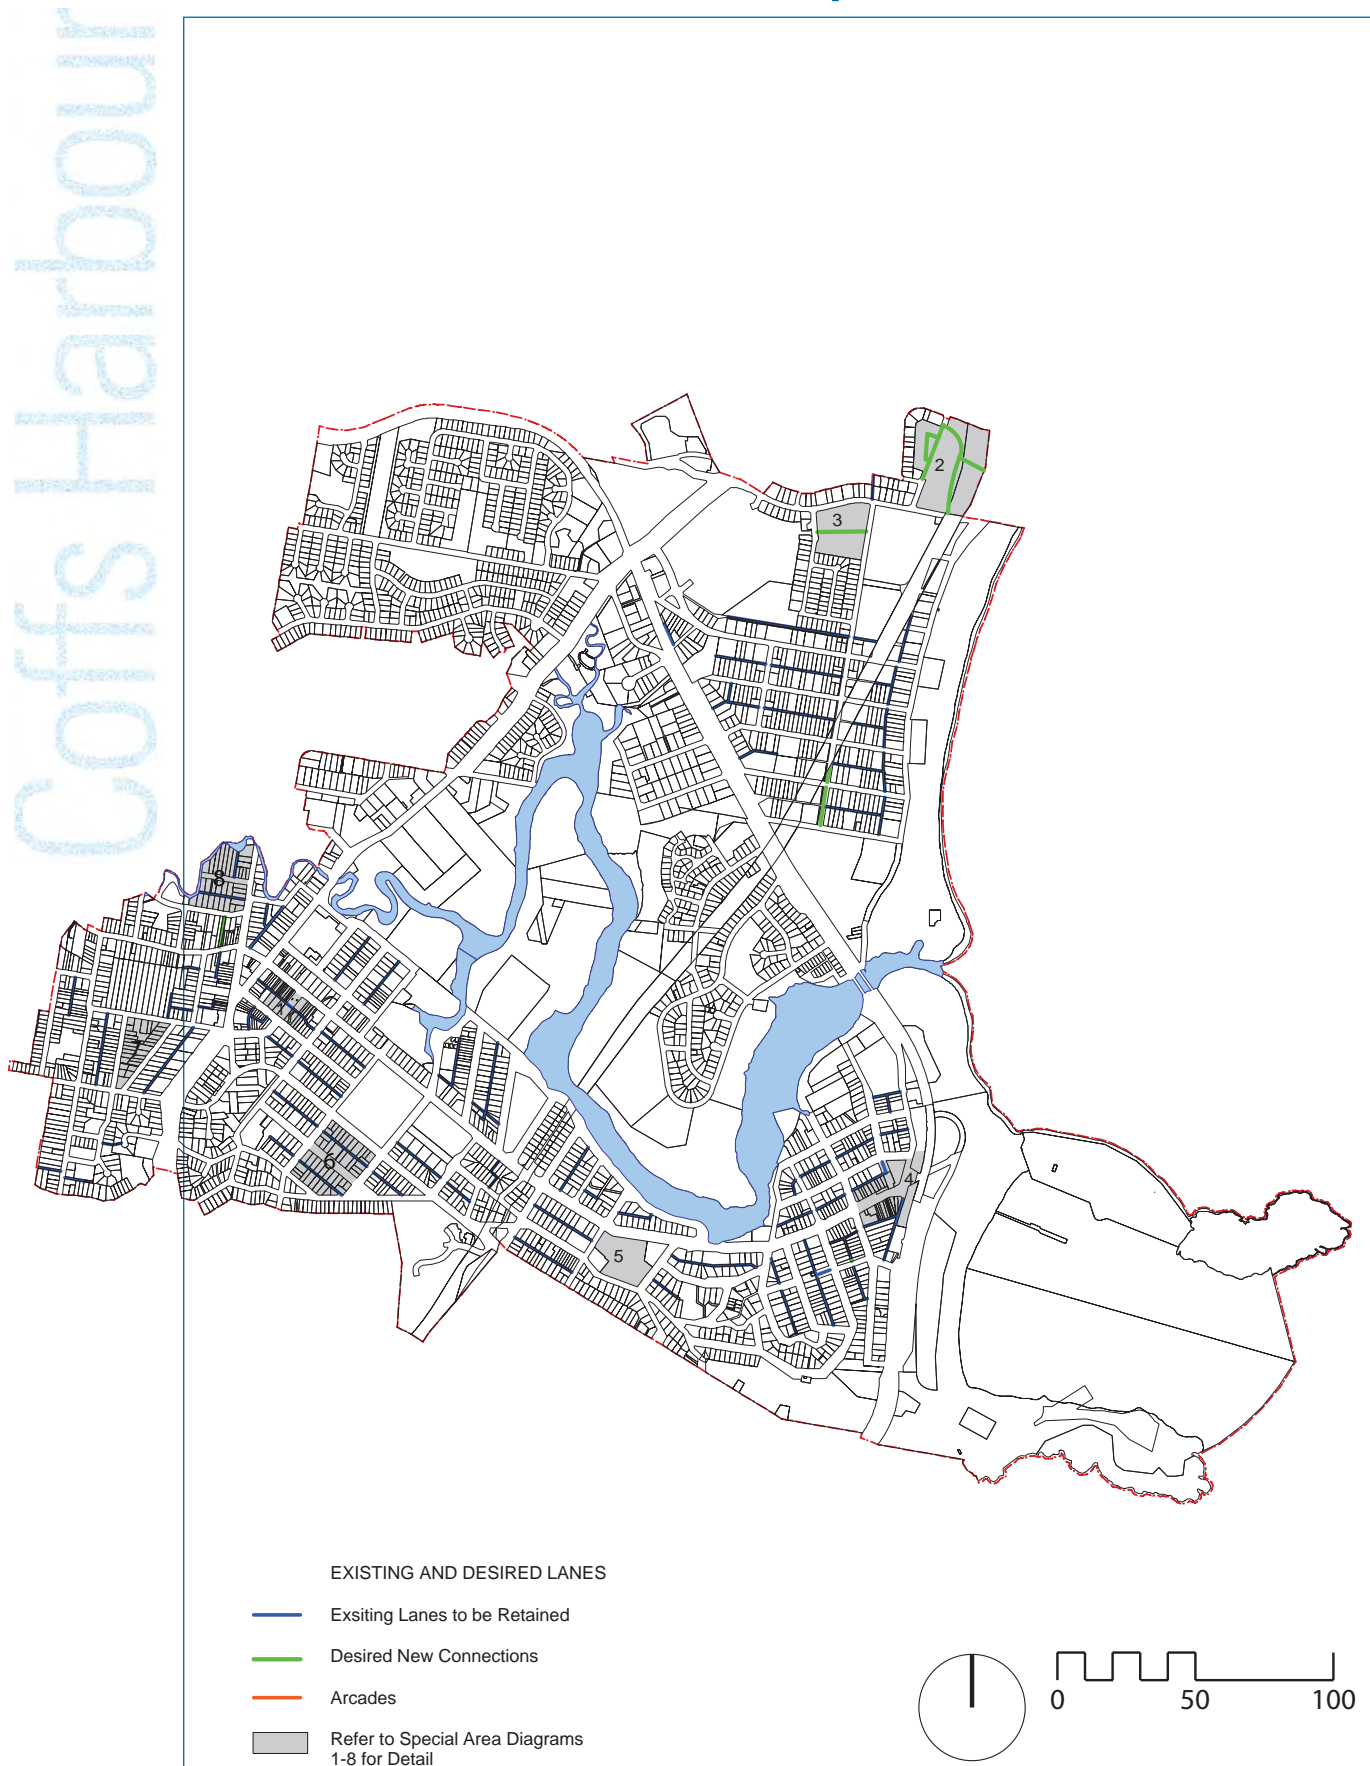 Coffs Harbour
2
3
8
7
6
5
4
EXISTING AND DESIRED LANES
Exsiting Lanes to be Retained
Desired New Connections
Arcades
Refer to Special Area Diagrams
1-8 for Detail
0 50 100